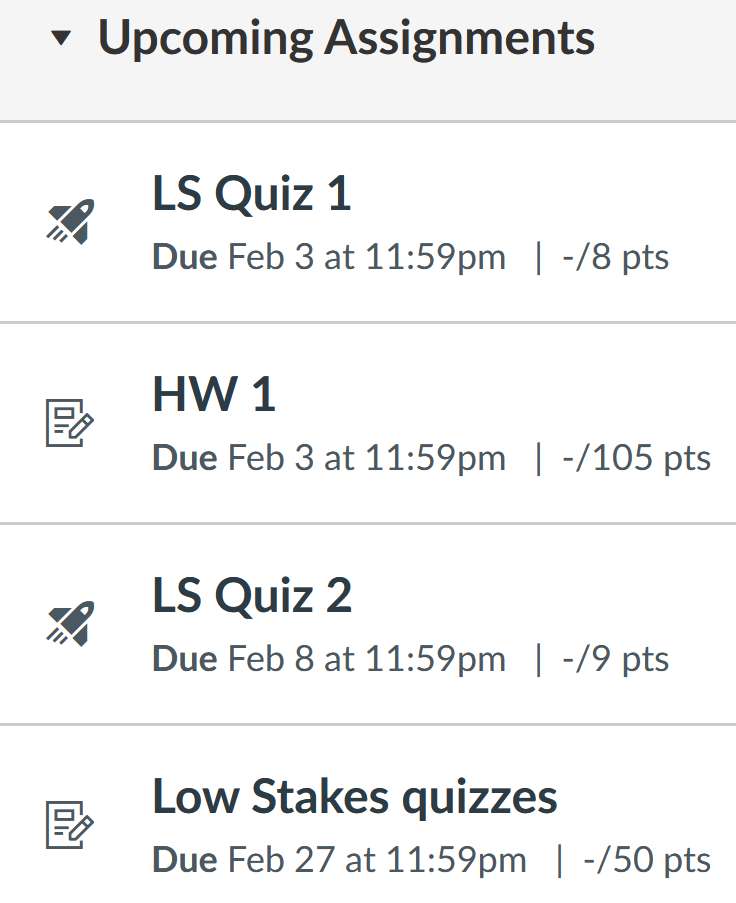 Upcoming Assignments
LS Quiz 1
Due Feb 3 at 11:59pm | -/8 pts
HW 1
Due Feb 3 at 11:59pm | -/105 pts
LS Quiz 2
Due Feb 8 at 11:59pm | -/9 pts
Low Stakes quizzes
Due Feb 27 at 11:59pm | -/50 pts